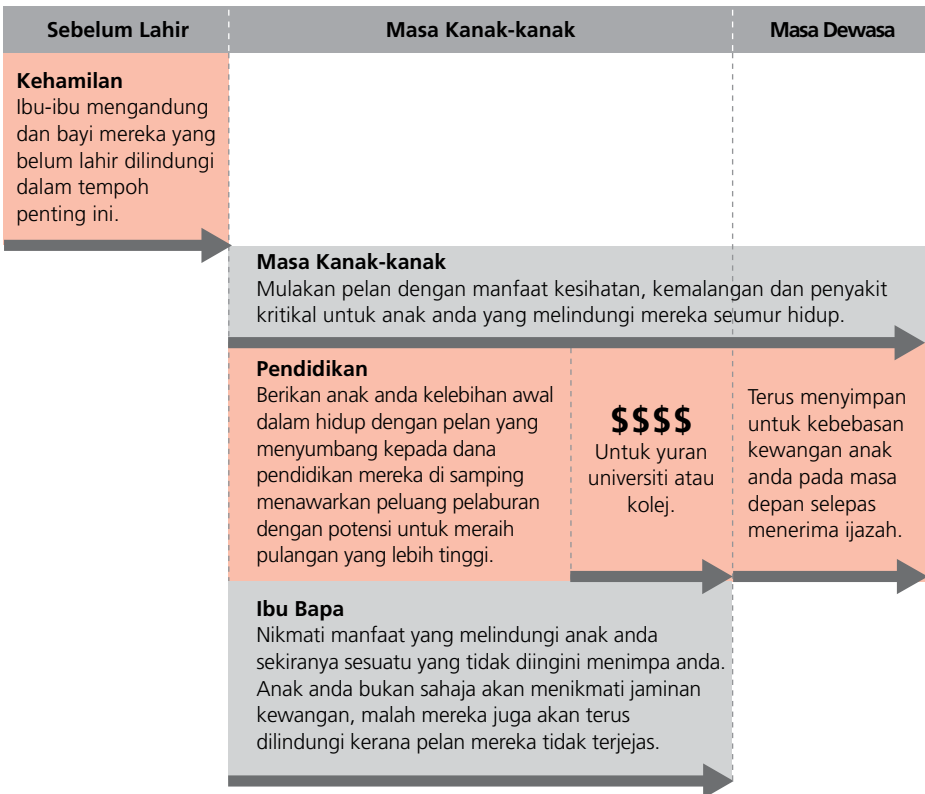 Sebelum Lahir
Masa Kanak-kanak
Masa Dewasa
Kehamilan
Ibu-ibu mengandung
dan bayi mereka yang
belum lahir dilindungi
dalam tempoh
penting ini.
Masa Kanak-kanak
Mulakan pelan dengan manfaat kesihatan, kemalangan dan penyakit
kritikal untuk anak anda yang melindungi mereka seumur hidup.
Pendidikan
Berikan anak anda kelebihan awal
dalam hidup dengan pelan yang
menyumbang kepada dana
pendidikan mereka di samping
menawarkan peluang pelaburan
dengan potensi untuk meraih
pulangan yang lebih tinggi.
$$$$
Untuk yuran
universiti atau
kolej.
Terus menyimpan
untuk kebebasan
kewangan anak
anda pada masa
depan selepas
menerima ijazah.
Ibu Bapa
Nikmati manfaat yang melindungi anak anda
sekiranya sesuatu yang tidak diingini menimpa anda.
Anak anda bukan sahaja akan menikmati jaminan
kewangan, malah mereka juga akan terus
dilindungi kerana pelan mereka tidak terjejas.